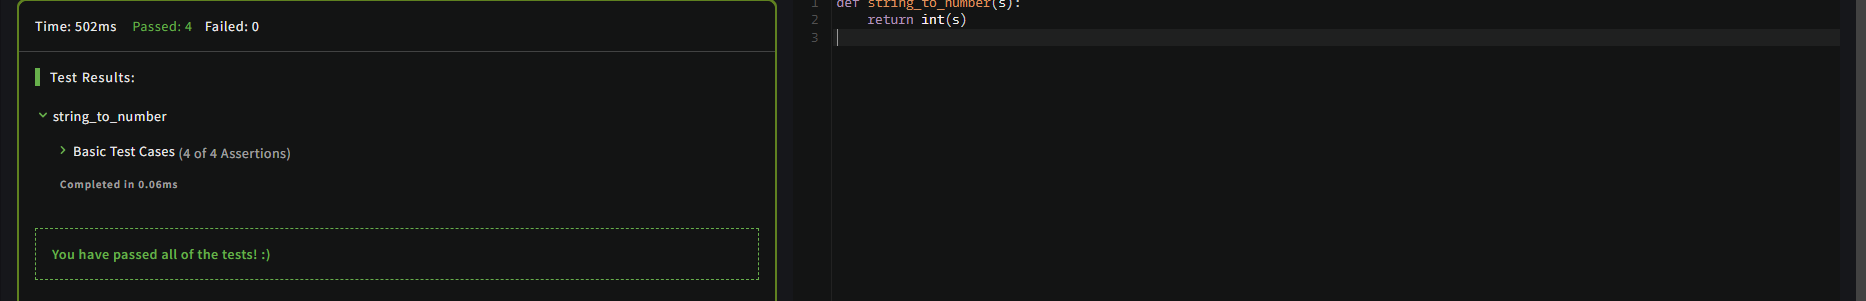 Time: 502ms Passed: 4 Failed: 0
Test Results:
string_to_number
Basic Test Cases (4 of 4 Assertions)
Completed in 0.06ms
You have passed all of the tests! :)
1 def string_to_number(s):
2 return int(s)
3